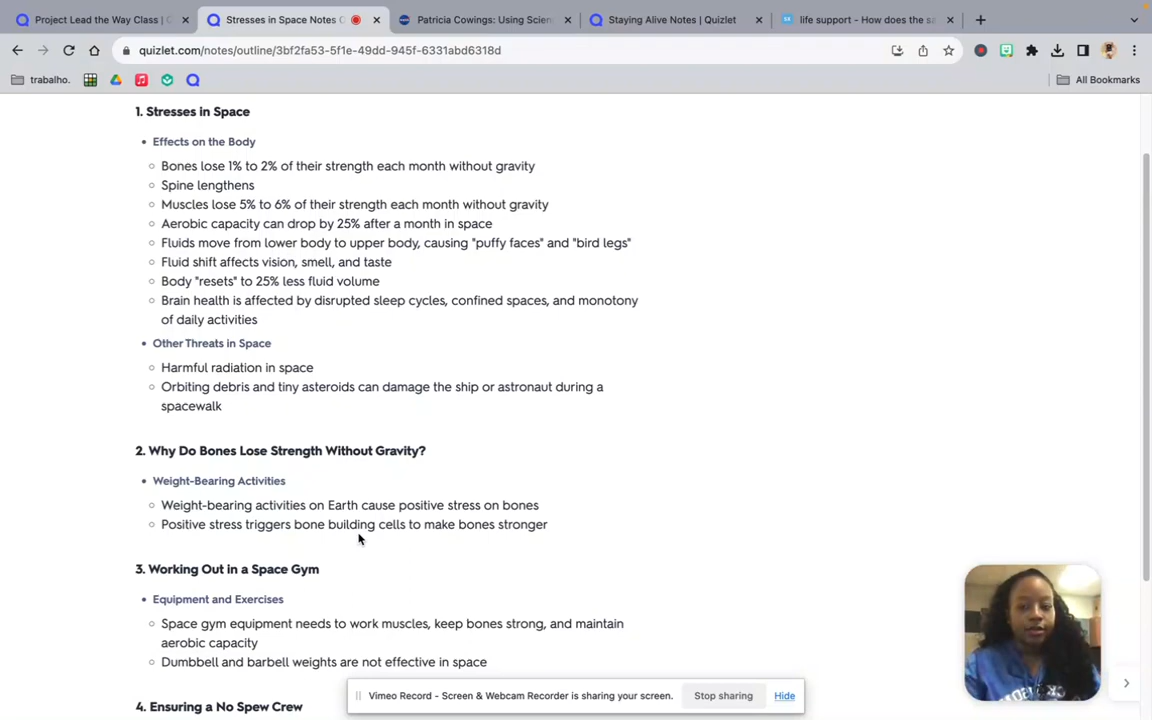 Project Lead the Way Class |
Stresses in Space Notes
Patricia Cowings: Using Scien
Staying Alive Notes | Quizlet
life support - How does the sa
quizlet.com/notes/outline/3bf2fa53-5f1e-49dd-945f-6331abd6318d
trabalho.
All Bookmarks
1. Stresses in Space
Effects on the Body
Bones lose 1% to 2% of their strength each month without gravity
Spine lengthens
Muscles lose 5% to 6% of their strength each month without gravity
Aerobic capacity can drop by 25% after a month in space
Fluids move from lower body to upper body, causing "puffy faces" and "bird legs"
Fluid shift affects vision, smell, and taste
Body "resets" to 25% less fluid volume
Brain health is affected by disrupted sleep cycles, confined spaces, and monotony
of daily activities
Other Threats in Space
Harmful radiation in space
Orbiting debris and tiny asteroids can damage the ship or astronaut during a
spacewalk
2. Why Do Bones Lose Strength Without Gravity?
Weight-Bearing Activities
Weight-bearing activities on Earth cause positive stress on bones
Positive stress triggers bone building cells to make bones stronger
3. Working Out in a Space Gym
Equipment and Exercises
Space gym equipment needs to work muscles, keep bones strong, and maintain
aerobic capacity
Dumbbell and barbell weights are not effective in space
Vimeo Record - Screen & Webcam Recorder is sharing your screen.
Stop sharing
Hide
4. Ensuring a No Spew Crew